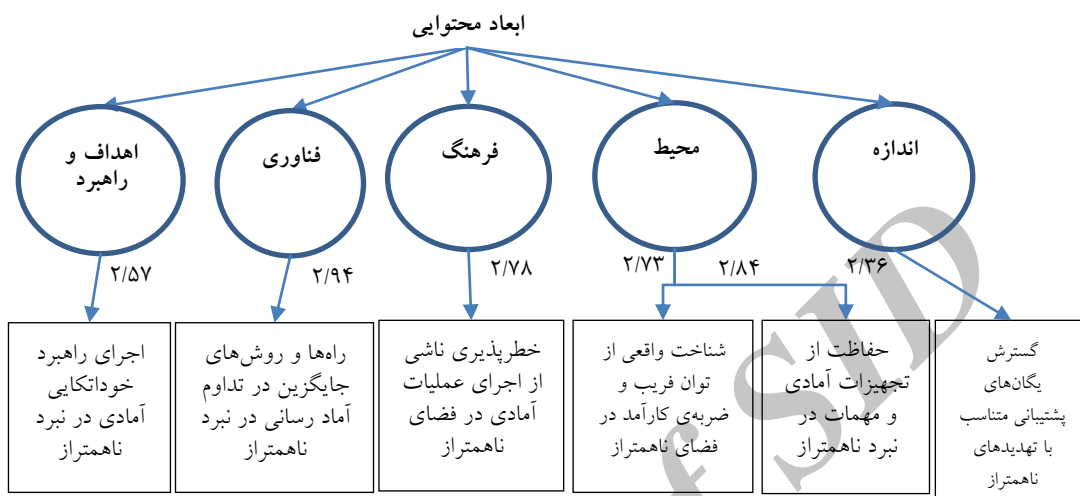 ابعاد محتوایی
اندازه
محیط
فرهنگ
فناوری
اهداف و
راهبرد
۲/۳۶
۲/۸۴
۲/۷۳
۲/۷۸
۲/۹۴
۲/۵۷
گسترش
یگان‌های
پشتیبانی متناسب
با تهدیدهای
ناهمتراز
حفاظت از
تجهیزات آمادی
و مهمات در
نبرد ناهمتراز
شناخت واقعی از
توان فریب و
ضربه‌ی کارآمد در
فضای ناهمتراز
خطرپذیری ناشی
از اجرای عملیات
آمادی در فضای
ناهمتراز
راه‌ها و روش‌های
جایگزین در تداوم
آماد رسانی در نبرد
ناهمتراز
اجرای راهبرد
خوداتکایی
آمادی در نبرد
ناهمتراز
f SID